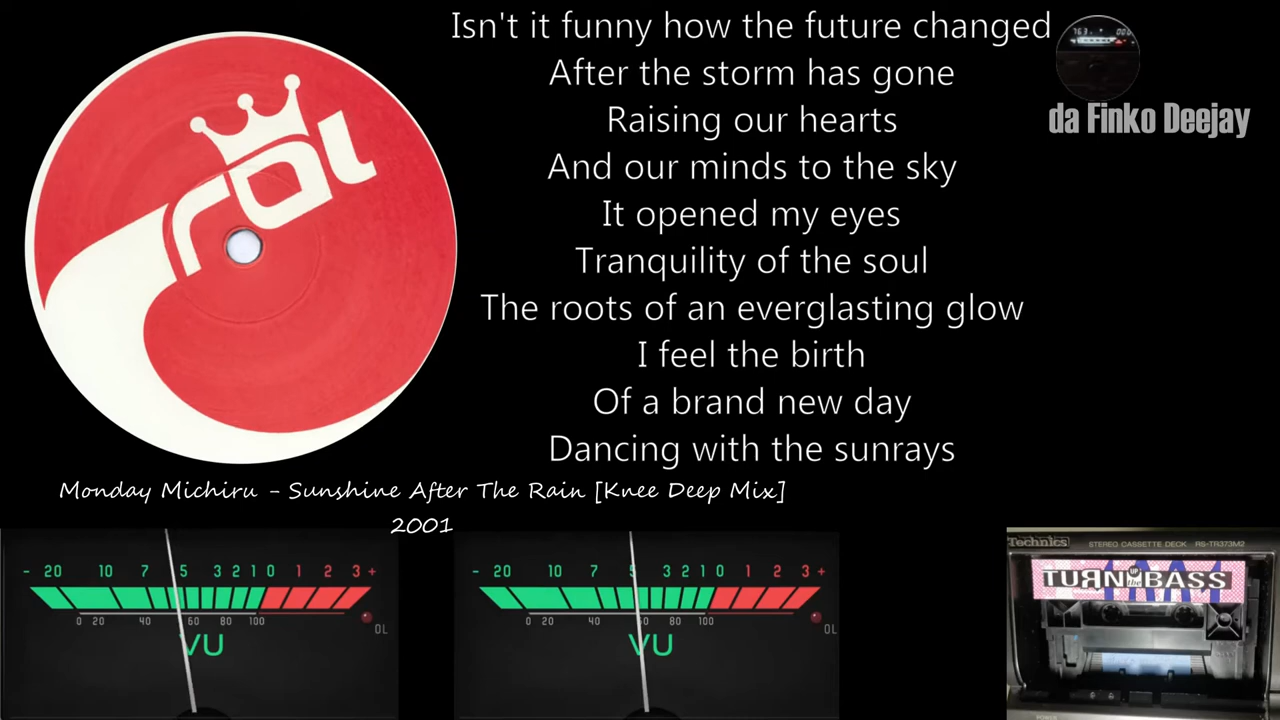 Isn't it funny how the future changed
After the storm has gone
Raising our hearts
And our minds to the sky
It opened my eyes
Tranquility of the soul
The roots of an everglasting glow
I feel the birth
Of a brand new day
Dancing with the sunrays
da Finko Deejay
rol
Monday Michiru - Sunshine After The Rain [Knee Deep Mix]
2001
- 20 10 7 5 3 2 1 0 1 2 3 +
0 20 40 60 80 100
OL
VU
- 20 10 7 5 3 2 1 0 1 2 3 +
0 20 40 60 80 100
OL
VU
Technics STEREO CASSETTE DECK RS-TR373M2
TURN UP the BASS